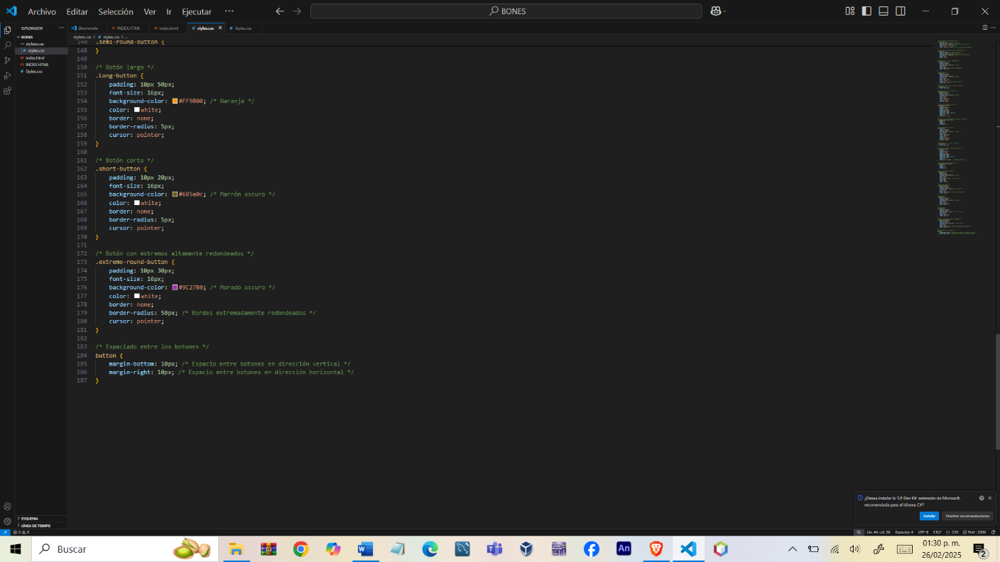 Archivo Editar Selección Ver Ir Ejecutar ··· BONES
EXPLORADOR ···
BONES
styless.css
styles.css
index.html
INDEX.HTML
Styles.css
ESQUEMA
LÍNEA DE TIEMPO
Bienvenida INDEX.HTML index.html styles.css Styles.css
styless.css > styles.css > ...
140 .semi-round-button {
148 }
149
150 /* Botón largo */
151 .Long-button {
152 padding: 10px 50px;
153 font-size: 16px;
154 background-color: #FF9800; /* Naranja */
155 color: white;
156 border: none;
157 border-radius: 5px;
158 cursor: pointer;
159 }
160
161 /* Botón corto */
162 .short-button {
163 padding: 10px 20px;
164 font-size: 16px;
165 background-color: #685a0c; /* Marrón oscuro */
166 color: white;
167 border: none;
168 border-radius: 5px;
169 cursor: pointer;
170 }
171
172 /* Botón con extremos altamente redondeados */
173 .extreme-round-button {
174 padding: 10px 30px;
175 font-size: 16px;
176 background-color: #9C27B0; /* Morado oscuro */
177 color: white;
178 border: none;
179 border-radius: 50px; /* Bordes extremadamente redondeados */
180 cursor: pointer;
181 }
182
183 /* Espaciado entre los botones */
184 button {
185 margin-bottom: 10px; /* Espacio entre botones en dirección vertical */
186 margin-right: 10px; /* Espacio entre botones en dirección horizontal */
187 }
¿Desea instalar la 'C# Dev Kit' extensión de Microsoft,
recomendada para el idioma C#?
Instalar Mostrar recomendaciones
0 0 Lín. 44, col. 50 Espacios: 4 UTF-8 CRLF {} CSS Port : 5500
Buscar
An
01:30 p. m.
26/02/2025
2